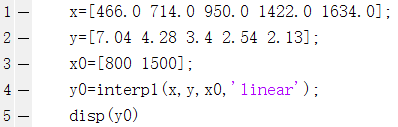 1 — x=[466.0 714.0 950.0 1422.0 1634.0];
2 — y=[7.04 4.28 3.4 2.54 2.13];
3 — x0=[800 1500];
4 — y0=interp1(x,y,x0,'linear');
5 — disp(y0)